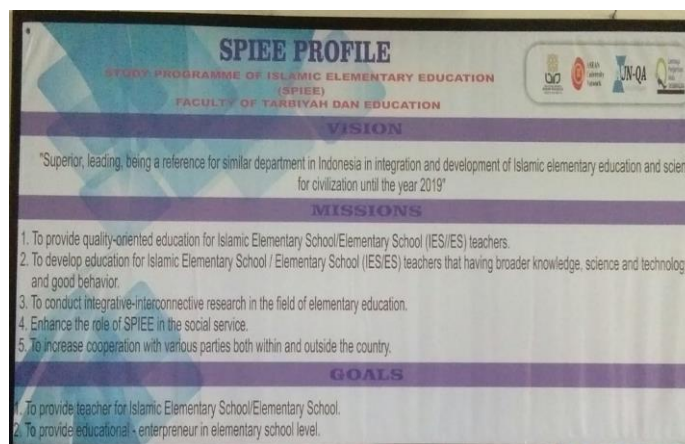 SPIEE PROFILE
STUDY PROGRAMME OF ISLAMIC ELEMENTARY EDUCATION
(SPIEE)
FACULTY OF TARBIYAH DAN EDUCATION
ASEAN
University
Network
UN-QA
VISION
"Superior, leading, being a reference for similar department in Indonesia in integration and development of Islamic elementary education and scien
for civilization until the year 2019"
MISSIONS
1. To provide quality-oriented education for Islamic Elementary School/Elementary School (IES//ES) teachers.
2. To develop education for Islamic Elementary School / Elementary School (IES/ES) teachers that having broader knowledge, science and technolog
and good behavior.
3. To conduct integrative-interconnective research in the field of elementary education.
4. Enhance the role of SPIEE in the social service.
5. To increase cooperation with various parties both within and outside the country.
GOALS
1. To provide teacher for Islamic Elementary School/Elementary School.
2. To provide educational - enterpreneur in elementary school level.